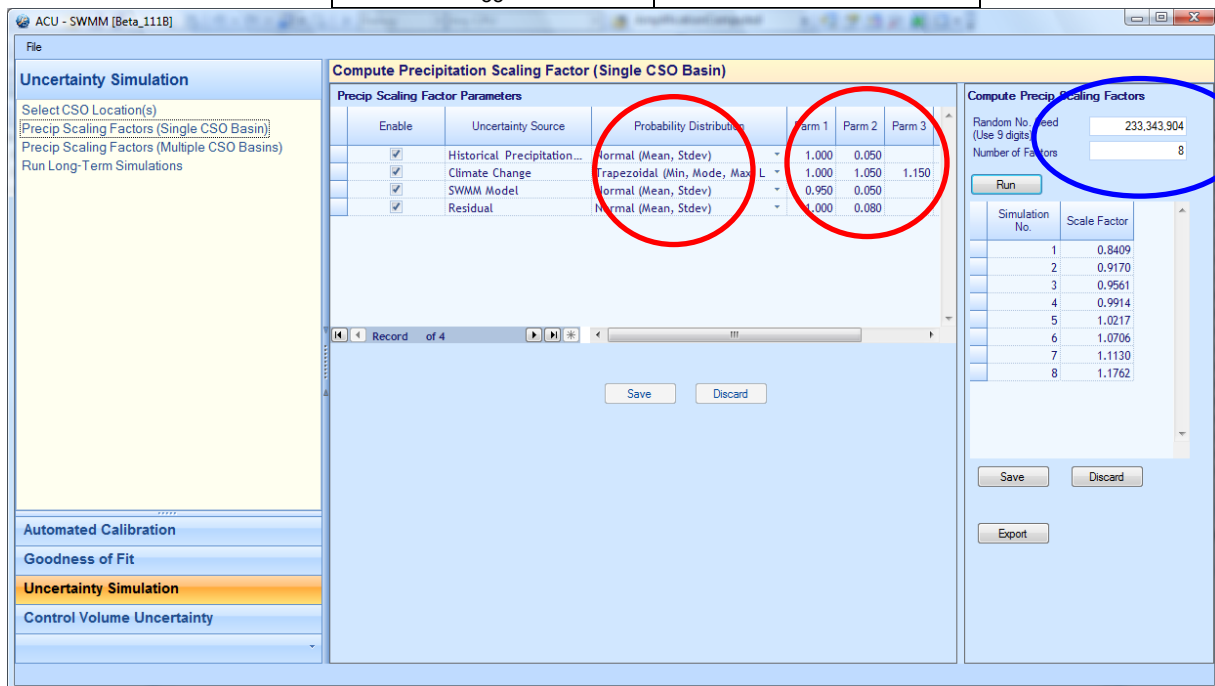 ACU - SWMM [Beta_111B]
File
Uncertainty Simulation
Select CSO Location(s)
Precip Scaling Factors (Single CSO Basin)
Precip Scaling Factors (Multiple CSO Basins)
Run Long-Term Simulations
Automated Calibration
Goodness of Fit
Uncertainty Simulation
Control Volume Uncertainty
Compute Precipitation Scaling Factor (Single CSO Basin)
Precip Scaling Factor Parameters
Enable Uncertainty Source Probability Distribution Parm 1 Parm 2 Parm 3
Historical Precipitation... Normal (Mean, Stdev) 1.000 0.050
Climate Change Trapezoidal (Min, Mode, Max, L 1.000 1.050 1.150
SWMM Model Normal (Mean, Stdev) 0.950 0.050
Residual Normal (Mean, Stdev) 1.000 0.080
Record of 4
Save Discard
Compute Precip Scaling Factors
Random No. Seed
(Use 9 digits) 233,343,904
Number of Factors 8
Run
Simulation No. Scale Factor
1 0.8409
2 0.9170
3 0.9561
4 0.9914
5 1.0217
6 1.0706
7 1.1130
8 1.1762
Save Discard
Export